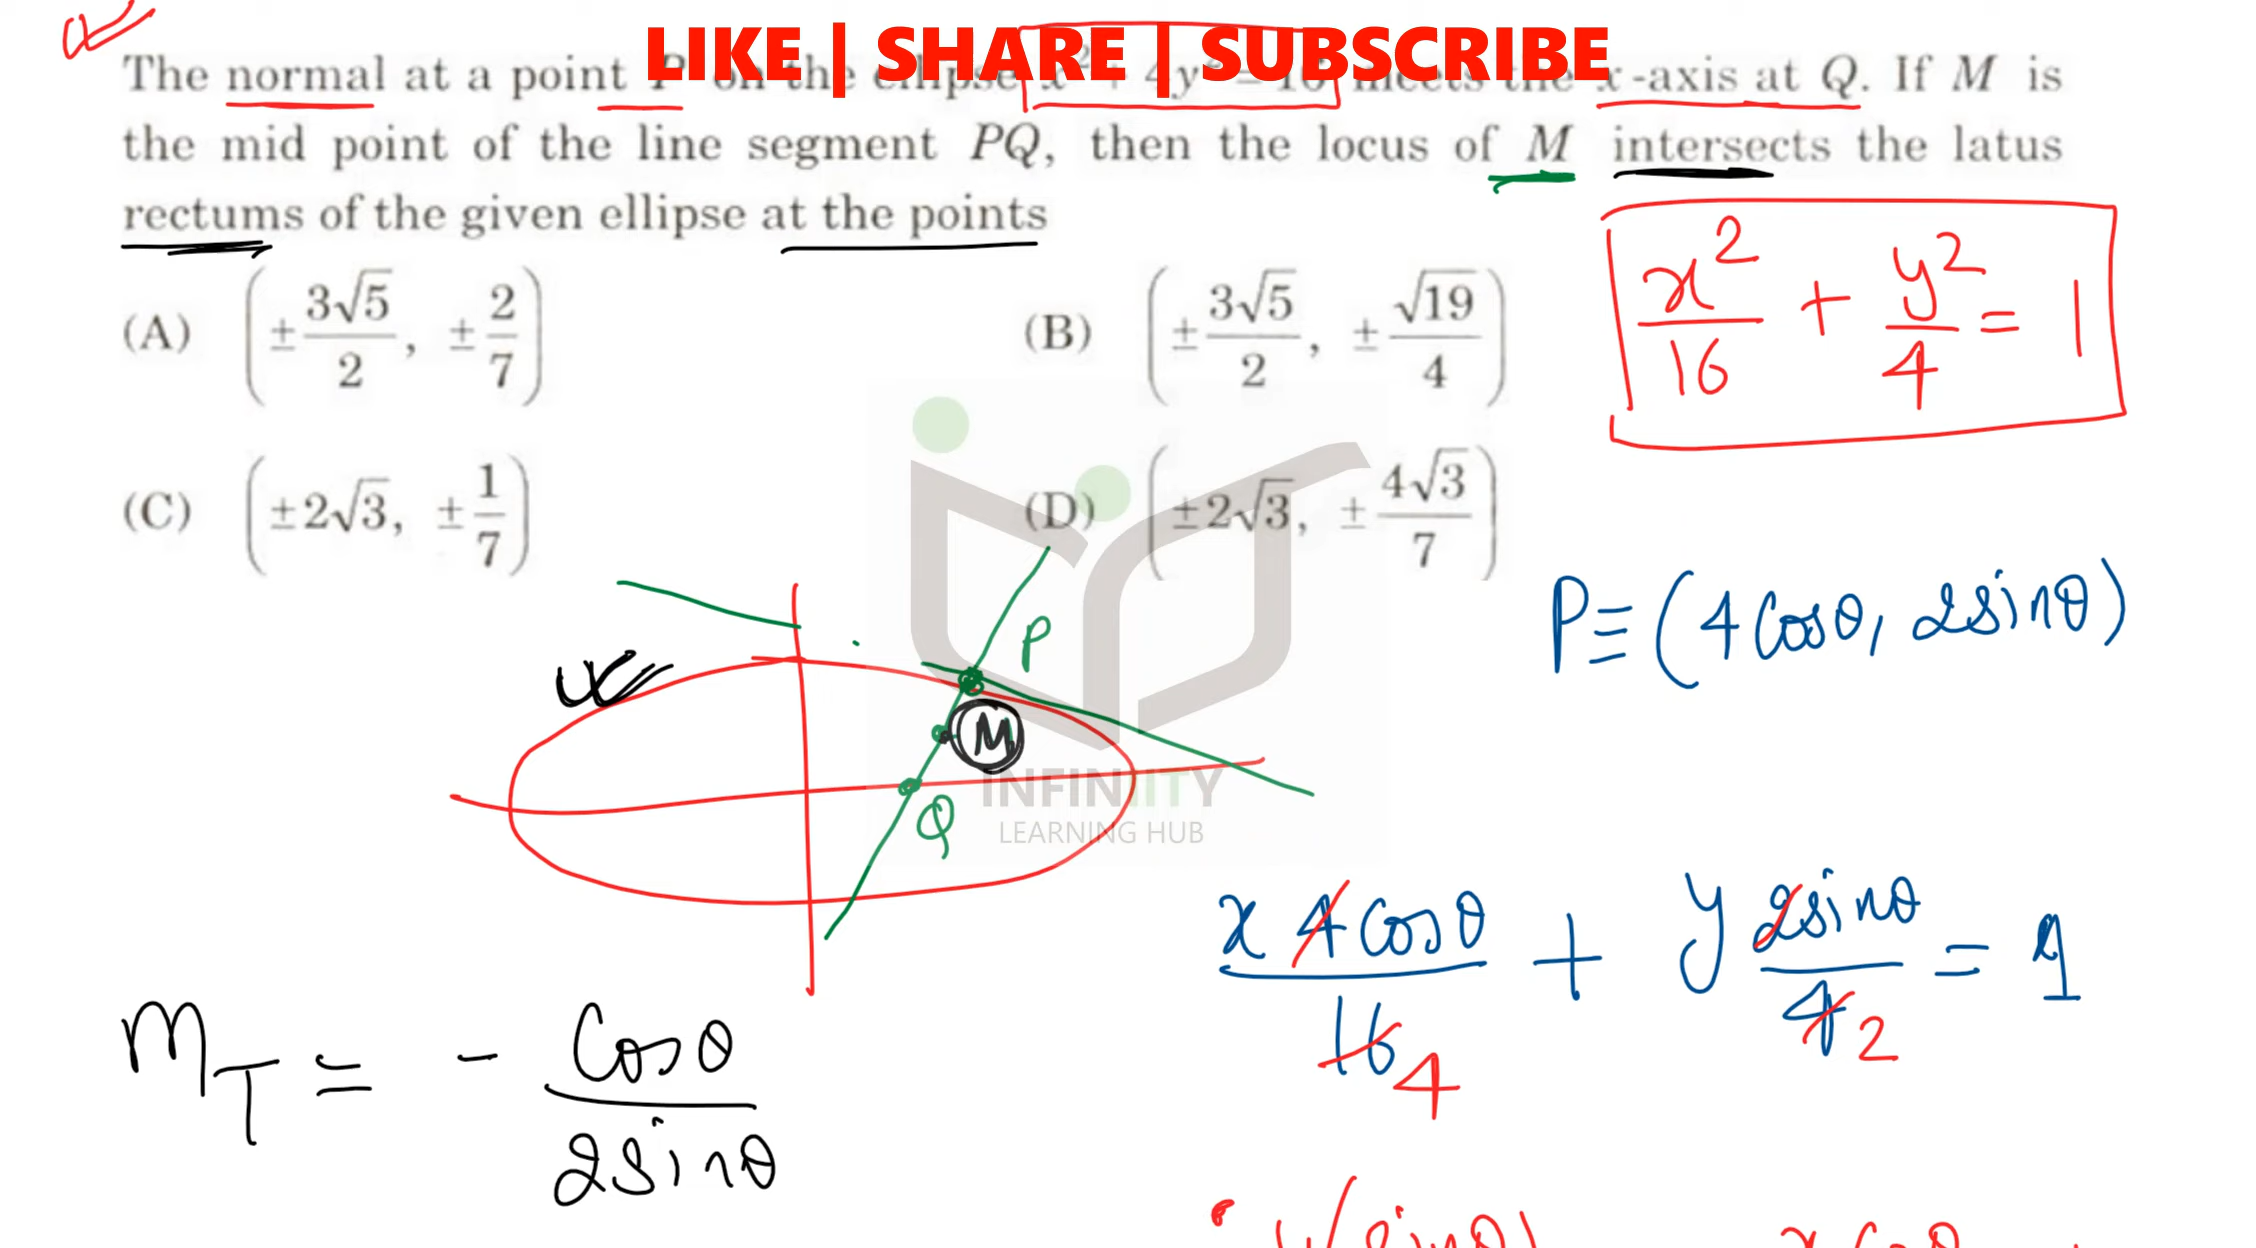 LIKE | SHARE | SUBSCRIBE
The normal at a point P on the ellipse x² + 4y² = 16 meets the x-axis at Q. If M is
the mid point of the line segment PQ, then the locus of M intersects the latus
rectums of the given ellipse at the points
(A) (± 3√5/2, ± 2/7) (B) (± 3√5/2, ± √19/4)
(C) (±2√3, ± 1/7) (D) (±2√3, ± 4√3/7)
x²/16 + y²/4 = 1
P ≡ (4cosθ, 2sinθ)
P
M
Q
INFINIITY
LEARNING HUB
x 4cosθ/16 4 + y 2sinθ/4 2 = 1
m_T = - cosθ/2sinθ